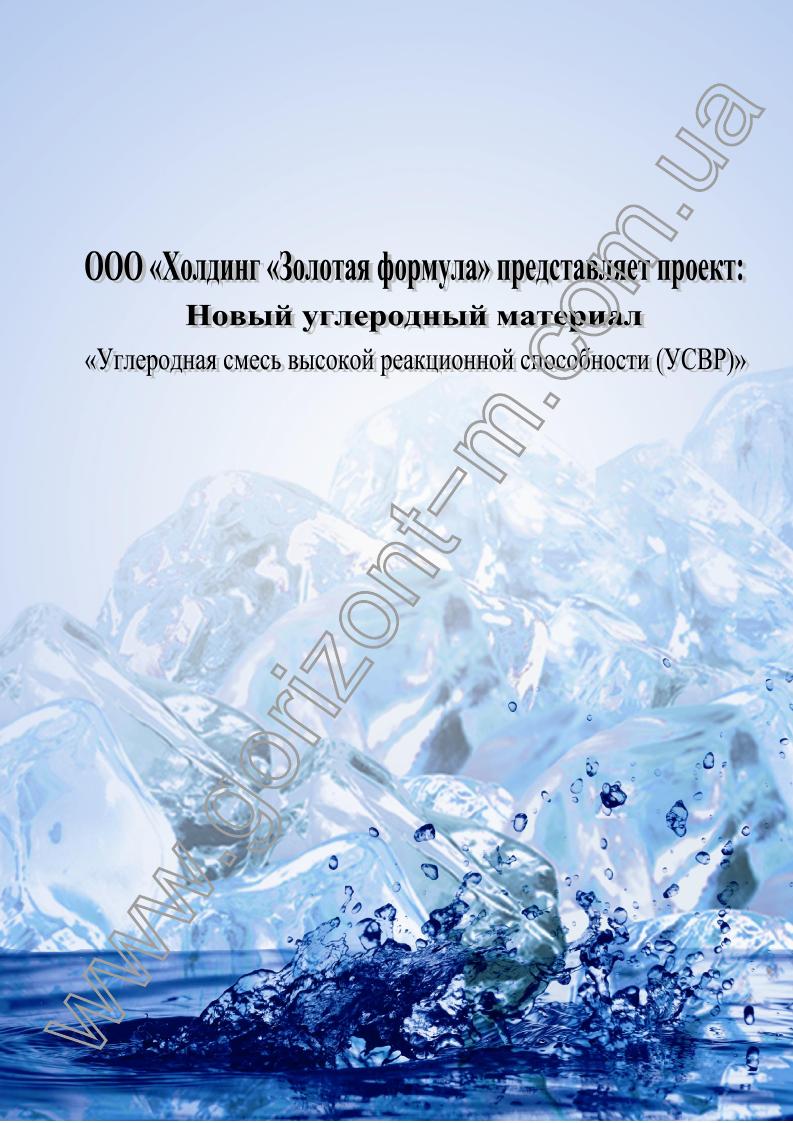 ООО «Холдинг «Золотая формула» представляет проект:
Новый углеродный материал
«Углеродная смесь высокой реакционной способности (УСВР)»
www.gorizont-m.com.ua